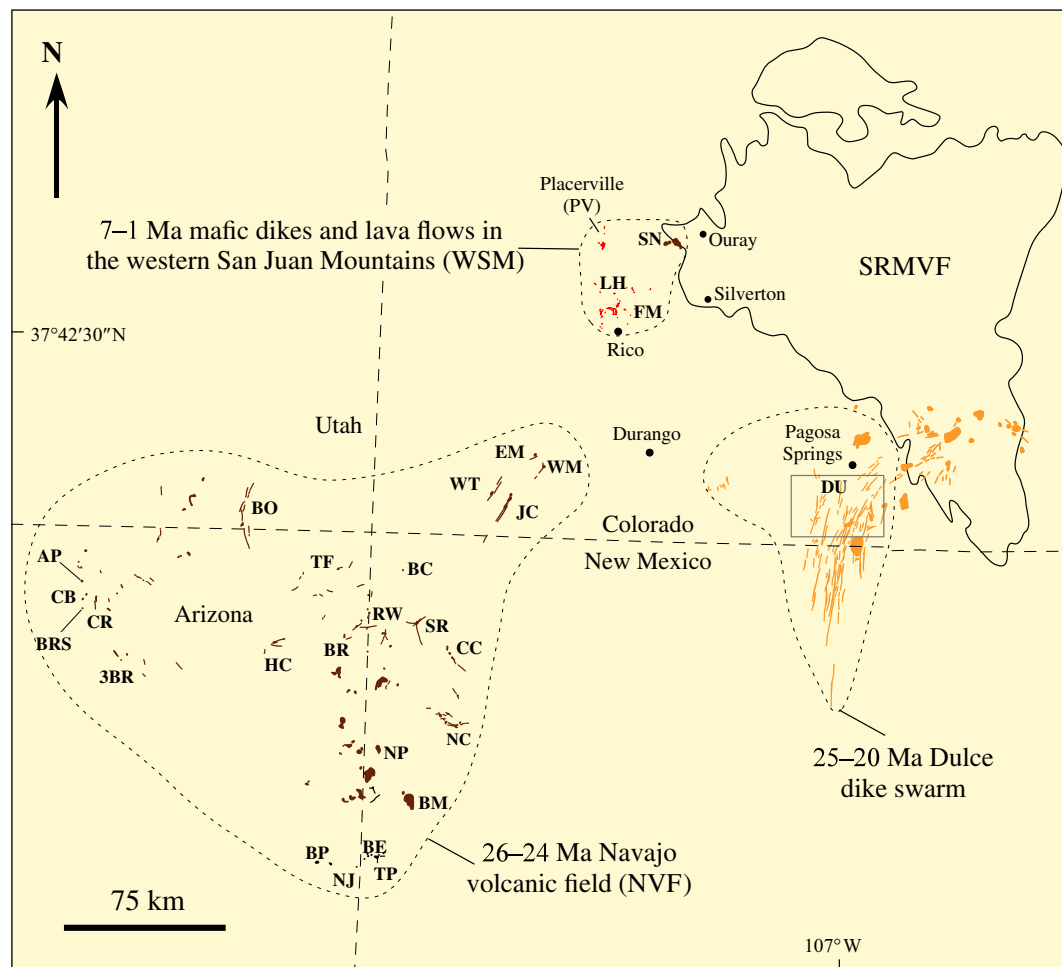 N
Placerville
(PV)
7–1 Ma mafic dikes and lava flows in
the western San Juan Mountains (WSM)
SN
Ouray
SRMVF
LH
Silverton
FM
37°42′30″N
Rico
Utah
Durango
Pagosa
Springs
EM
WM
WT
DU
BO
JC
Colorado
New Mexico
AP
TF
BC
CB
CR
Arizona
RW
SR
BRS
BR
CC
HC
3BR
NC
NP
25–20 Ma Dulce
dike swarm
BM
BP
BE
NJ
TP
26–24 Ma Navajo
volcanic field (NVF)
75 km
107° W